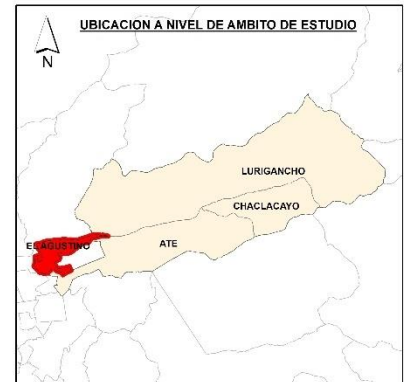 UBICACION A NIVEL DE AMBITO DE ESTUDIO
N
LURIGANCHO
CHACLACAYO
EL AGUSTINO
ATE